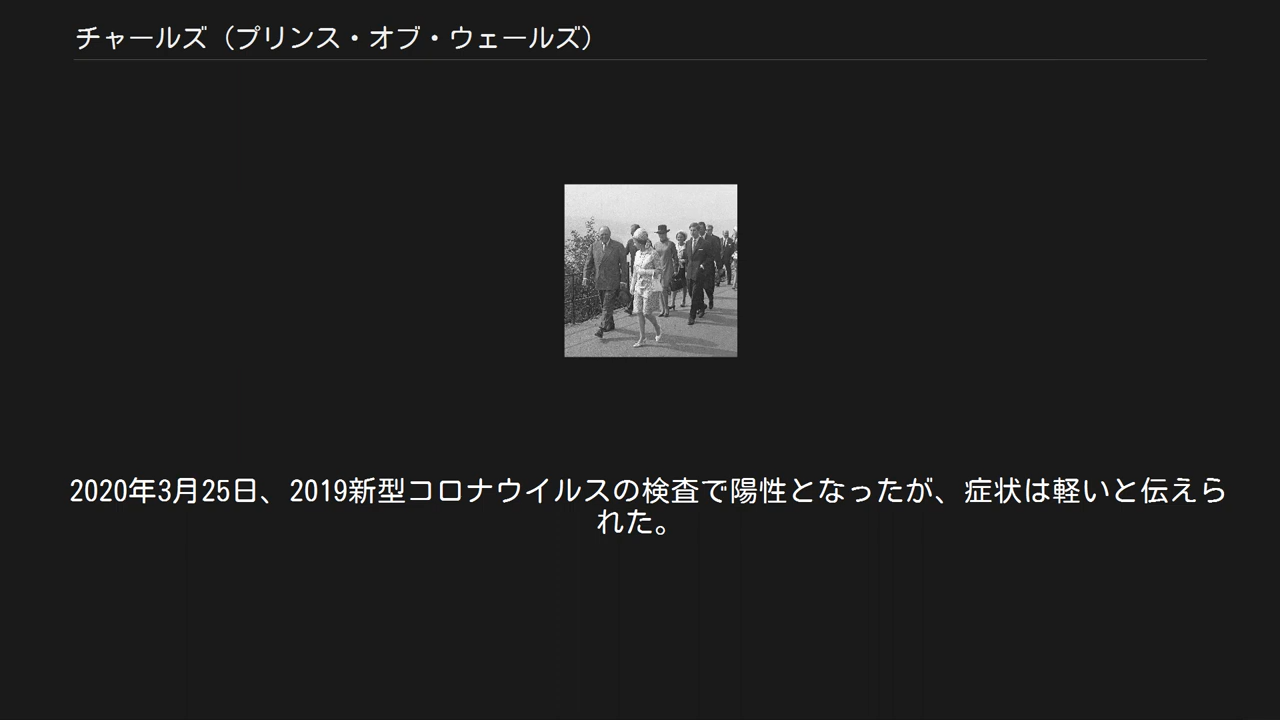 チャールズ（プリンス・オブ・ウェールズ）
2020年3月25日、2019新型コロナウイルスの検査で陽性となったが、症状は軽いと伝えら
れた。